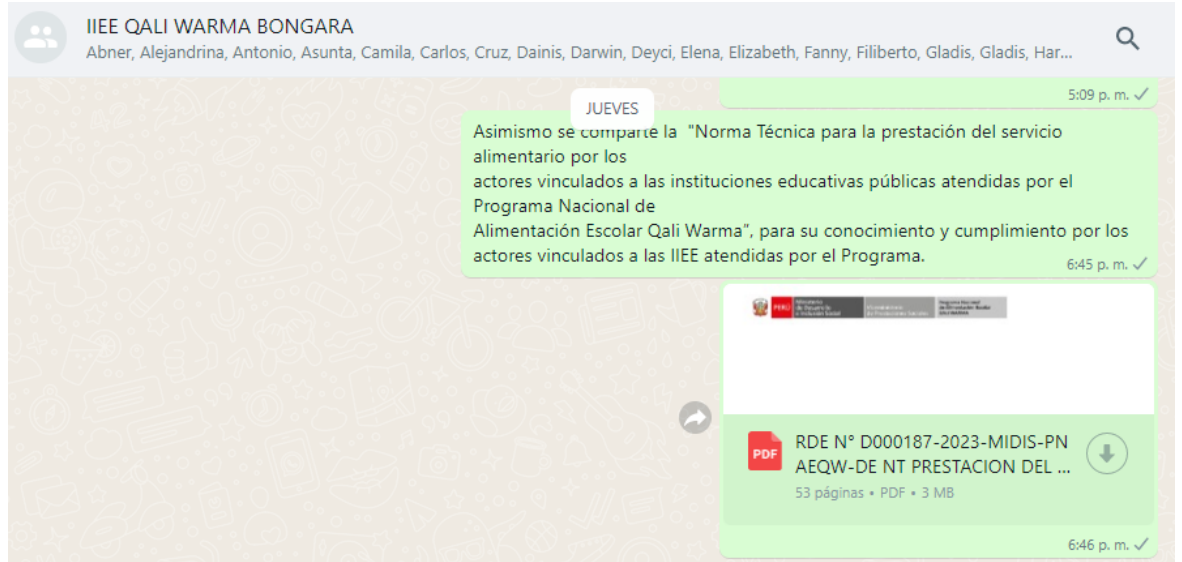 IIEE QALI WARMA BONGARA
Abner, Alejandrina, Antonio, Asunta, Camila, Carlos, Cruz, Dainis, Darwin, Deyci, Elena, Elizabeth, Fanny, Filiberto, Gladis, Gladis, Har...
5:09 p. m.
JUEVES
Asimismo se comparte la "Norma Técnica para la prestación del servicio
alimentario por los
actores vinculados a las instituciones educativas públicas atendidas por el
Programa Nacional de
Alimentación Escolar Qali Warma", para su conocimiento y cumplimiento por los
actores vinculados a las IIEE atendidas por el Programa.
6:45 p. m.
PERÚ
PDF
RDE N° D000187-2023-MIDIS-PN
AEQW-DE NT PRESTACION DEL ...
53 páginas • PDF • 3 MB
6:46 p. m.